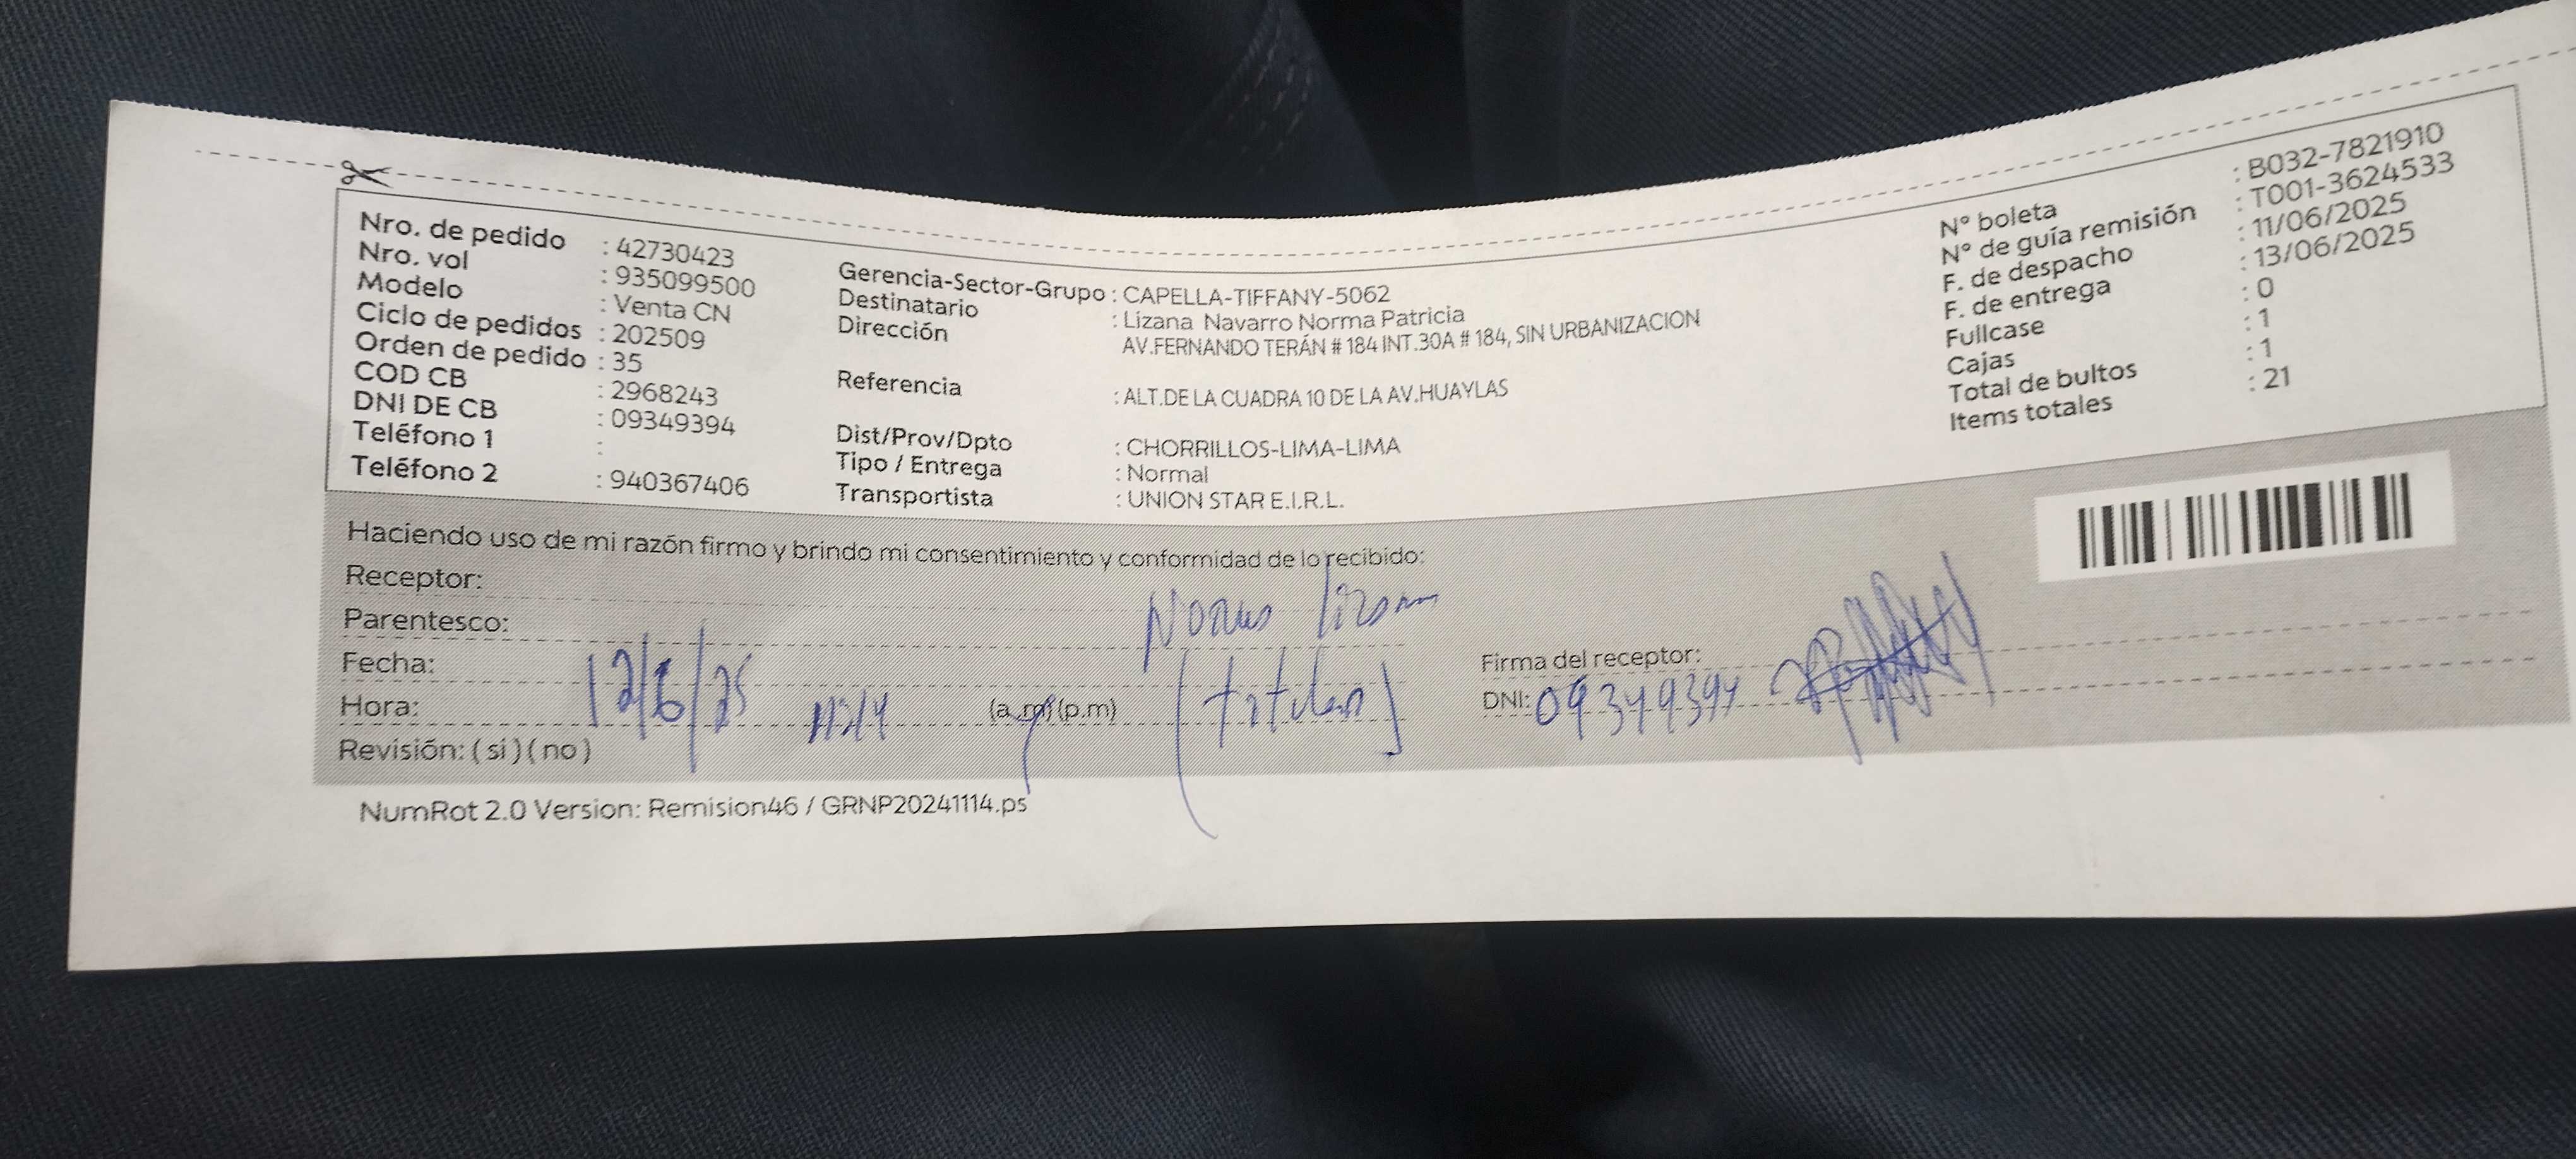 Nro. de pedido : 42730423
Nro. vol : 935099500
Modelo : Venta CN
Ciclo de pedidos : 202509
Orden de pedido : 35
COD CB : 2968243
DNI DE CB : 09349394
Teléfono 1 :
Teléfono 2 : 940367406
Gerencia-Sector-Grupo : CAPELLA-TIFFANY-5062
Destinatario : Lizana Navarro Norma Patricia
Dirección AV.FERNANDO TERÁN # 184 INT.30A # 184, SIN URBANIZACION
Referencia : ALT.DE LA CUADRA 10 DE LA AV.HUAYLAS
Dist/Prov/Dpto : CHORRILLOS-LIMA-LIMA
Tipo / Entrega : Normal
Transportista : UNION STAR E.I.R.L.
N° boleta : B032-7821910
N° de guía remisión : T001-3624533
F. de despacho : 11/06/2025
F. de entrega : 13/06/2025
Fullcase : 0
Cajas : 1
Total de bultos : 1
Items totales : 21
Haciendo uso de mi razón firmo y brindo mi consentimiento y conformidad de lo recibido:
Receptor:
Parentesco:
Fecha: 12/6/25
Hora: (a.m)(p.m) (titular)
Revisión: ( si ) ( no )
Firma del receptor:
DNI: 09349394
NumRot 2.0 Version: Remision46 / GRNP20241114.ps